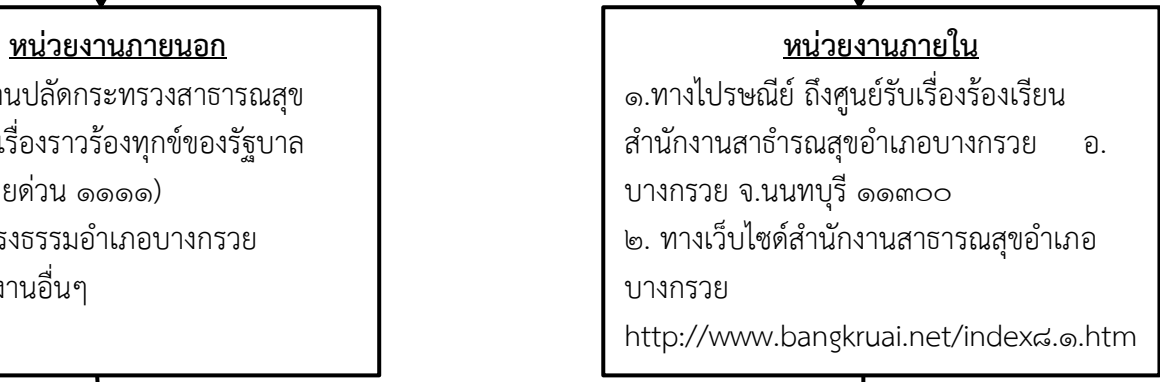 หน่วยงานภายนอก
านปลัดกระทรวงสาธารณสุข
เรื่องราวร้องทุกข์ของรัฐบาล
ยด่วน ๑๑๑๑)
รงธรรมอำเภอบางกรวย
งานอื่นๆ
หน่วยงานภายใน
๑.ทางไปรษณีย์ ถึงศูนย์รับเรื่องร้องเรียน
สำนักงานสาธำรณสุขอำเภอบางกรวย อ.
บางกรวย จ.นนทบุรี ๑๑๓๐๐
๒. ทางเว็บไซด์สำนักงานสาธารณสุขอำเภอ
บางกรวย
http://www.bangkruai.net/index๘.๑.htm